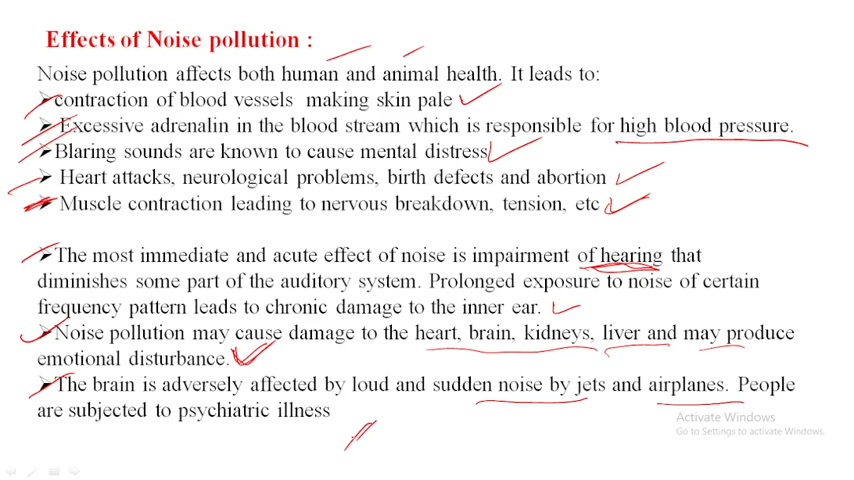 Effects of Noise pollution :
Noise pollution affects both human and animal health. It leads to:
➢contraction of blood vessels making skin pale
➢ Excessive adrenalin in the blood stream which is responsible for high blood pressure.
➢Blaring sounds are known to cause mental distress
➢ Heart attacks, neurological problems, birth defects and abortion
➢ Muscle contraction leading to nervous breakdown, tension, etc
➢The most immediate and acute effect of noise is impairment of hearing that
diminishes some part of the auditory system. Prolonged exposure to noise of certain
frequency pattern leads to chronic damage to the inner ear.
➢Noise pollution may cause damage to the heart, brain, kidneys, liver and may produce
emotional disturbance.
➢The brain is adversely affected by loud and sudden noise by jets and airplanes. People
are subjected to psychiatric illness
Activate Windows
Go to Settings to activate Windows.